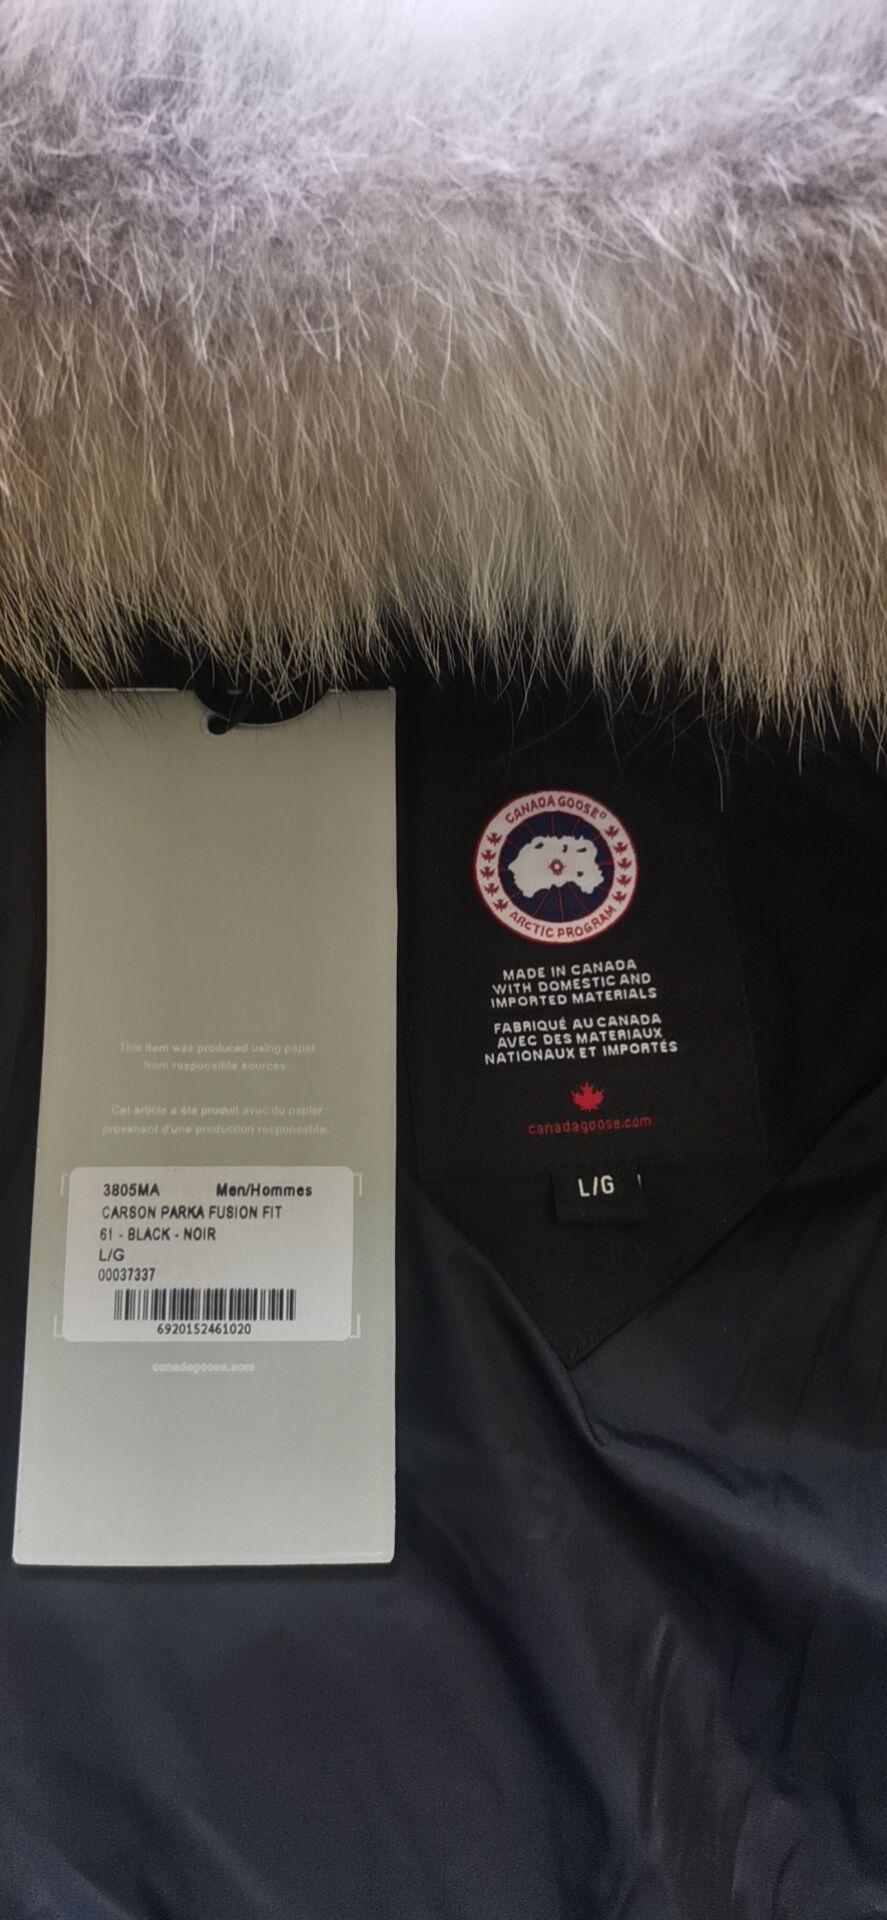 This item was produced using paper
from responsible sources.
Cet article a été produit avec du papier
provenant d'une production responsable.
3805MA Men/Hommes
CARSON PARKA FUSION FIT
61 - BLACK - NOIR
L/G
00037337
6920152461020
canadagoose.com
CANADA GOOSE®
ARCTIC PROGRAM
MADE IN CANADA
WITH DOMESTIC AND
IMPORTED MATERIALS
FABRIQUÉ AU CANADA
AVEC DES MATERIAUX
NATIONAUX ET IMPORTÉS
canadagoose.com
L/G